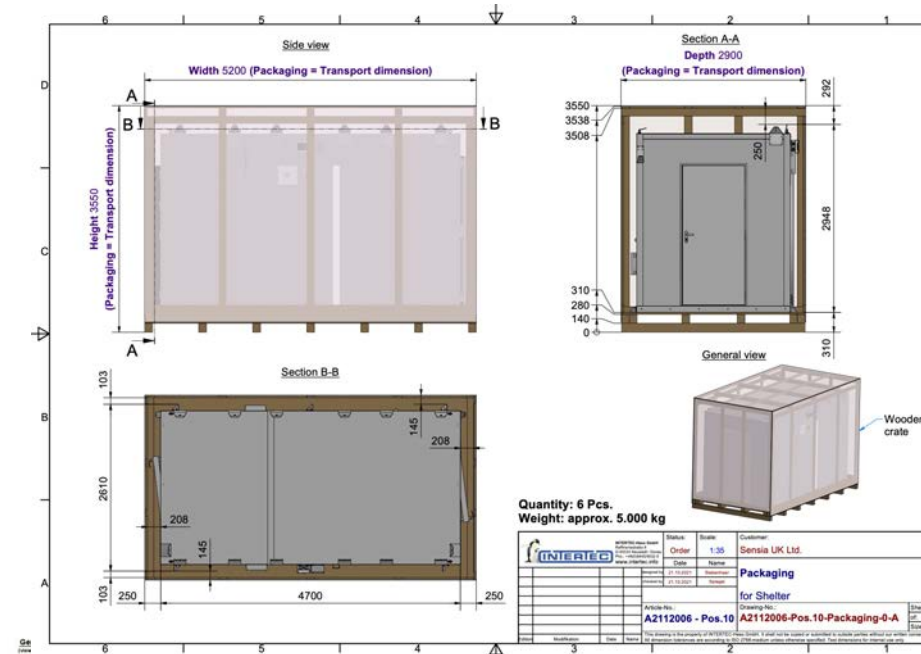 6 5 4 3 2 1
D
C
B
A
Side view
Width 5200 (Packaging = Transport dimension)
A
B
B
Height 3550
(Packaging = Transport dimension)
A
Section A-A
Depth 2900
(Packaging = Transport dimension)
3550
3538
3508
292
250
2948
310
280
140
0
310
General view
Wooden
crate
Section B-B
103
2610
103
145
208
208
145
250
4700
250
Quantity: 6 Pcs.
Weight: approx. 5.000 kg
INTERTEC
www.intertec.info
Status:
Order
Scale:
1:35
Customer:
Sensia UK Ltd.
Date
Name
21.10.2021
21.10.2021
Packaging
for Shelter
Article-No.:
A2112006 - Pos.10
Drawing-No.:
A2112006-Pos.10-Packaging-0-A
Edition
Modification
Date
Name
6 5 4 3 2 1